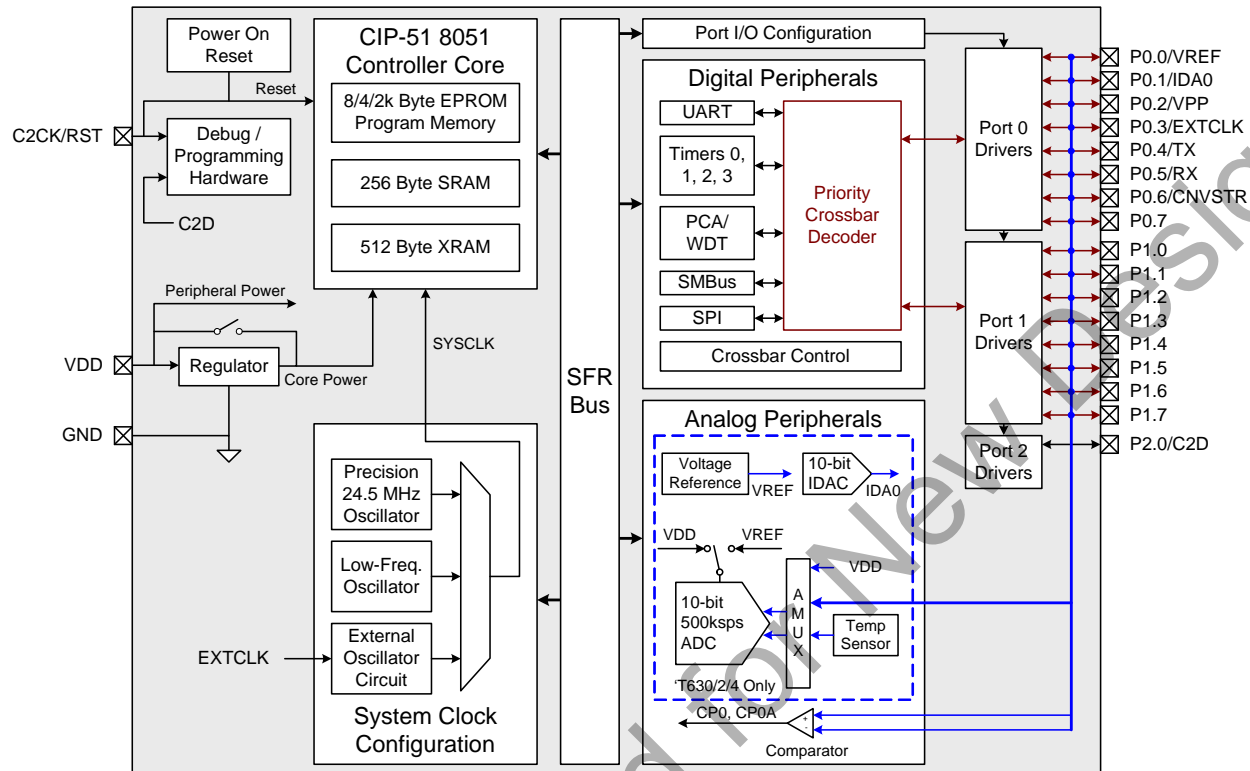 Power On
Reset
Reset
C2CK/RST
Debug /
Programming
Hardware
C2D
Peripheral Power
VDD
Regulator
Core Power
GND
CIP-51 8051
Controller Core
8/4/2k Byte EPROM
Program Memory
256 Byte SRAM
512 Byte XRAM
SYSCLK
Precision
24.5 MHz
Oscillator
Low-Freq.
Oscillator
EXTCLK
External
Oscillator
Circuit
System Clock
Configuration
SFR
Bus
Port I/O Configuration
Digital Peripherals
UART
Timers 0,
1, 2, 3
PCA/
WDT
SMBus
SPI
Priority
Crossbar
Decoder
Crossbar Control
Analog Peripherals
Voltage
Reference
VREF
10-bit
IDAC
IDA0
VDD
VREF
VDD
10-bit
500ksps
ADC
A
M
U
X
Temp
Sensor
'T630/2/4 Only
CP0, CP0A
+
-
Comparator
Port 0
Drivers
Port 1
Drivers
Port 2
Drivers
P0.0/VREF
P0.1/IDA0
P0.2/VPP
P0.3/EXTCLK
P0.4/TX
P0.5/RX
P0.6/CNVSTR
P0.7
P1.0
P1.1
P1.2
P1.3
P1.4
P1.5
P1.6
P1.7
P2.0/C2D
for New